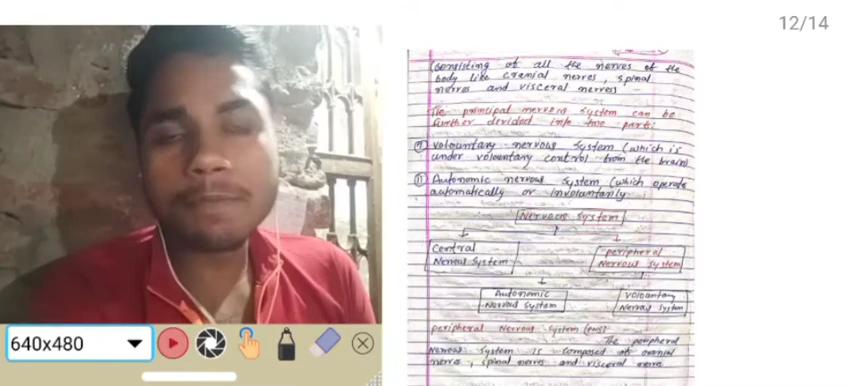 12/14
(consisting of all the nerves of the
body like cranial nerves, spinal
nerves and visceral nerves
The principal nervous system can be
further devided into two parts:
voluntary nervous system (which is
under voluntary control from the brain)
Autonomic nervous system (which operate
automatically or involuntarily
Nervous system
Central
Nervous System
peripheral
Nervous system
Autonomic
Nervous system
voluntary
Nervous system
peripheral Nervous system (PNS)
The peripheral
Nervous system is composed of cranial
nerve, spinal nerves and visceral nerves
640x480